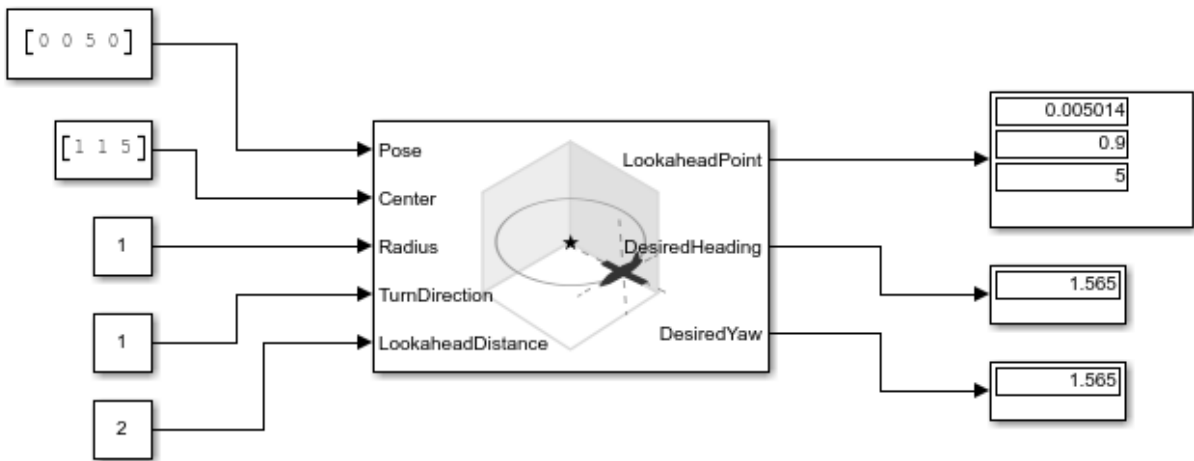 [0 0 5 0]
[1 1 5]
1
1
2
Pose
Center
Radius
TurnDirection
LookaheadDistance
LookaheadPoint
DesiredHeading
DesiredYaw
0.005014
0.9
5
1.565
1.565